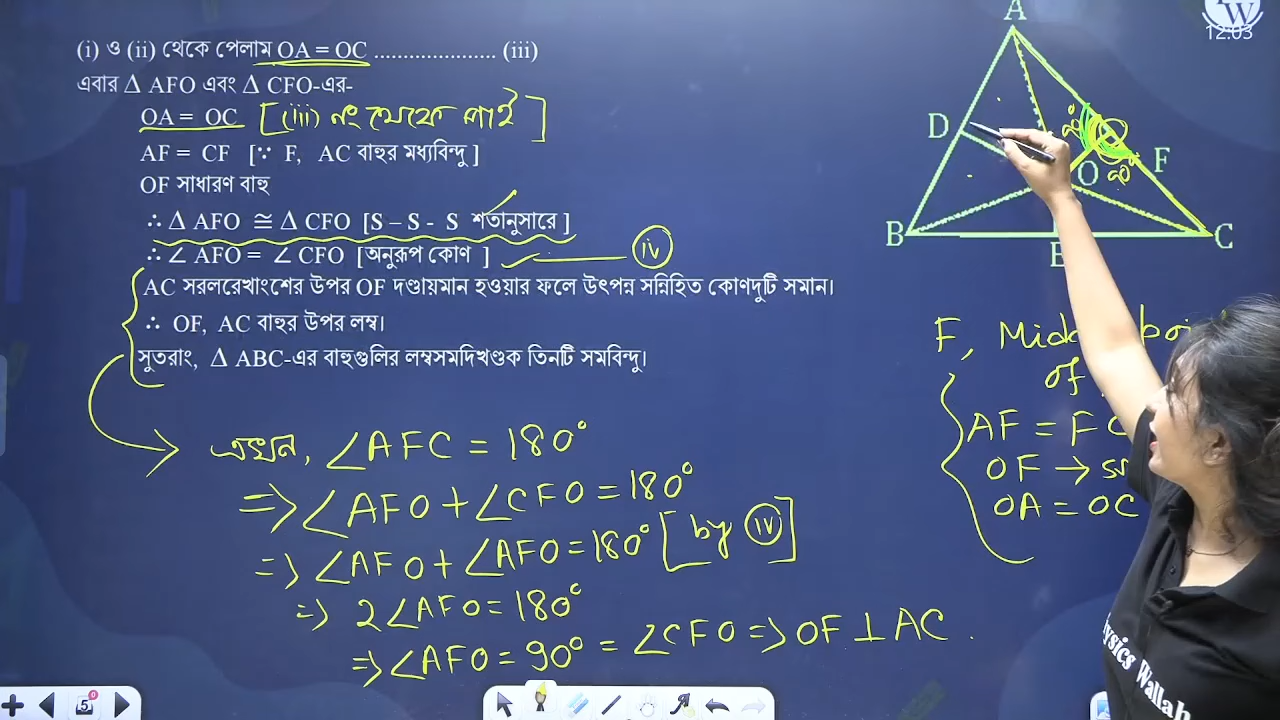 (i) ও (ii) থেকে পেলাম OA = OC ..................... (iii)
এবার Δ AFO এবং Δ CFO-এর-
OA = OC [(iii) নং থেকে পাই]
AF = CF [∵ F, AC বাহুর মধ্যবিন্দু ]
OF সাধারণ বাহু
∴ Δ AFO ≅ Δ CFO [S – S - S শর্তানুসারে ]
∴ ∠ AFO = ∠ CFO [অনুরূপ কোণ ] (iv)
AC সরলরেখাংশের উপর OF দণ্ডায়মান হওয়ার ফলে উৎপন্ন সন্নিহিত কোণদুটি সমান।
∴ OF, AC বাহুর উপর লম্ব।
সুতরাং, Δ ABC-এর বাহুগুলির লম্বসমদিখণ্ডক তিনটি সমবিন্দু।
এখন, ∠AFC = 180°
=> ∠AFO + ∠CFO = 180°
=> ∠AFO + ∠AFO = 180° [by (iv)]
=> 2∠AFO = 180°
=> ∠AFO = 90° = ∠CFO => OF ⊥ AC.
12:03
A
D
F
O
B
C
F, of
AF = FC
OF →
OA = OC
5
0